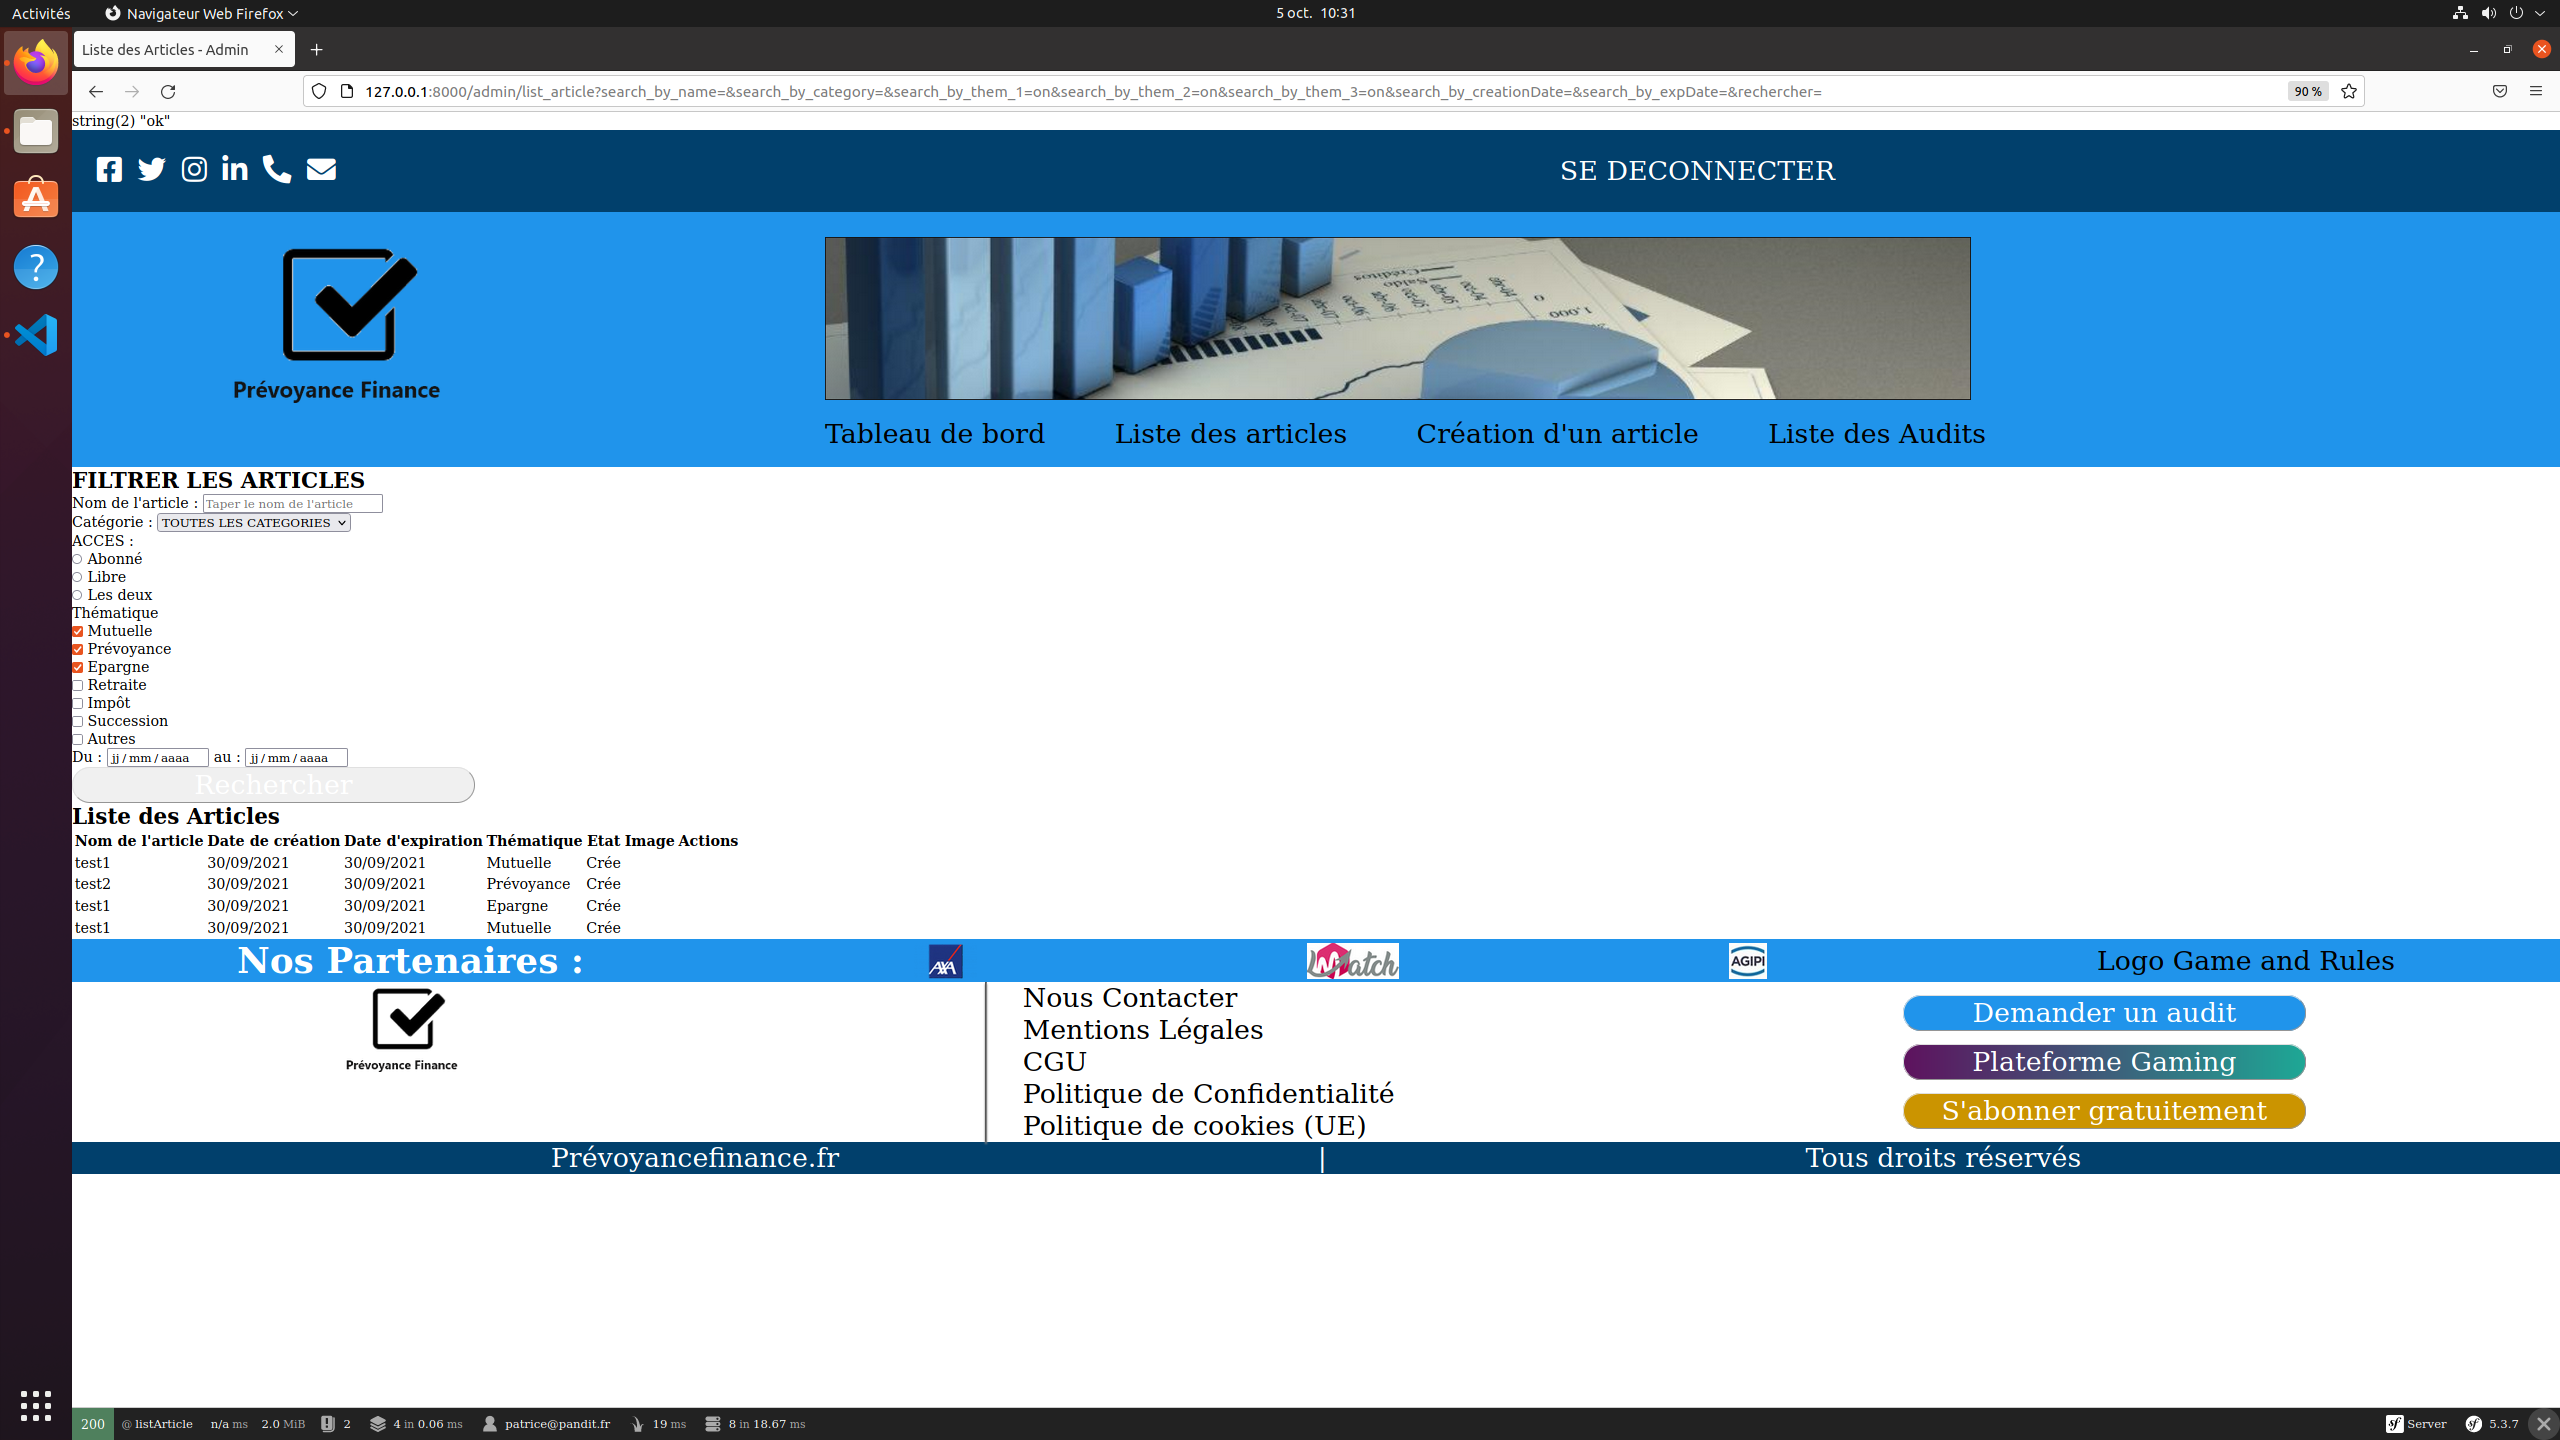 Activités
Navigateur Web Firefox
5 oct. 10:31
Liste des Articles - Admin
127.0.0.1:8000/admin/list_article?search_by_name=&search_by_category=&search_by_them_1=on&search_by_them_2=on&search_by_them_3=on&search_by_creationDate=&search_by_expDate=&rechercher=
90 %
string(2) "ok"
SE DECONNECTER
Prévoyance Finance
Créditos
Saldo
1,000
Tableau de bord
Liste des articles
Création d'un article
Liste des Audits
FILTRER LES ARTICLES
Nom de l'article : Taper le nom de l'article
Catégorie : TOUTES LES CATEGORIES
ACCES :
Abonné
Libre
Les deux
Thématique
Mutuelle
Prévoyance
Epargne
Retraite
Impôt
Succession
Autres
Du : jj / mm / aaaa au : jj / mm / aaaa
Rechercher
Liste des Articles
Nom de l'article Date de création Date d'expiration Thématique Etat Image Actions
test1 30/09/2021 30/09/2021 Mutuelle Crée
test2 30/09/2021 30/09/2021 Prévoyance Crée
test1 30/09/2021 30/09/2021 Epargne Crée
test1 30/09/2021 30/09/2021 Mutuelle Crée
Nos Partenaires :
AXA
AGIPI
Logo Game and Rules
Prévoyance Finance
Nous Contacter
Mentions Légales
CGU
Politique de Confidentialité
Politique de cookies (UE)
Demander un audit
Plateforme Gaming
S'abonner gratuitement
Prévoyancefinance.fr | Tous droits réservés
200 @ listArticle n/a ms 2.0 MiB 2 4 in 0.06 ms patrice@pandit.fr 19 ms 8 in 18.67 ms Server 5.3.7